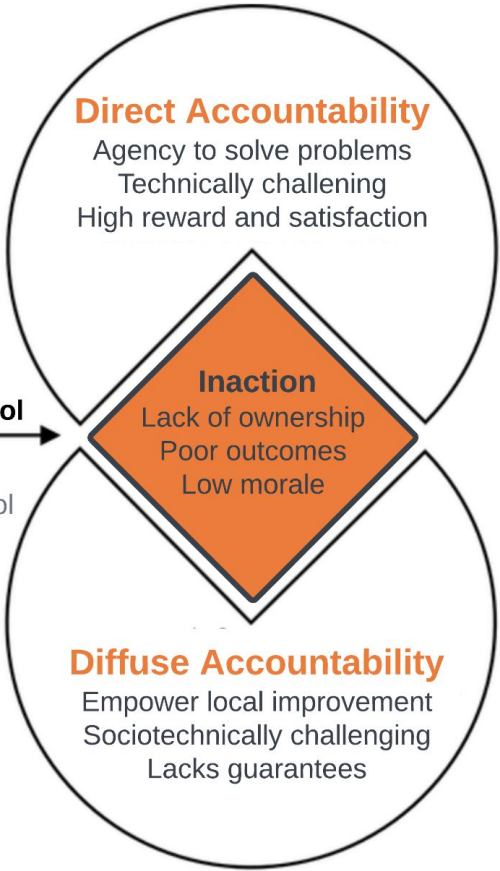 Direct Accountability
Agency to solve problems
Technically challening
High reward and satisfaction
Inaction
Lack of ownership
Poor outcomes
Low morale
ol
ol
Diffuse Accountability
Empower local improvement
Sociotechnically challenging
Lacks guarantees